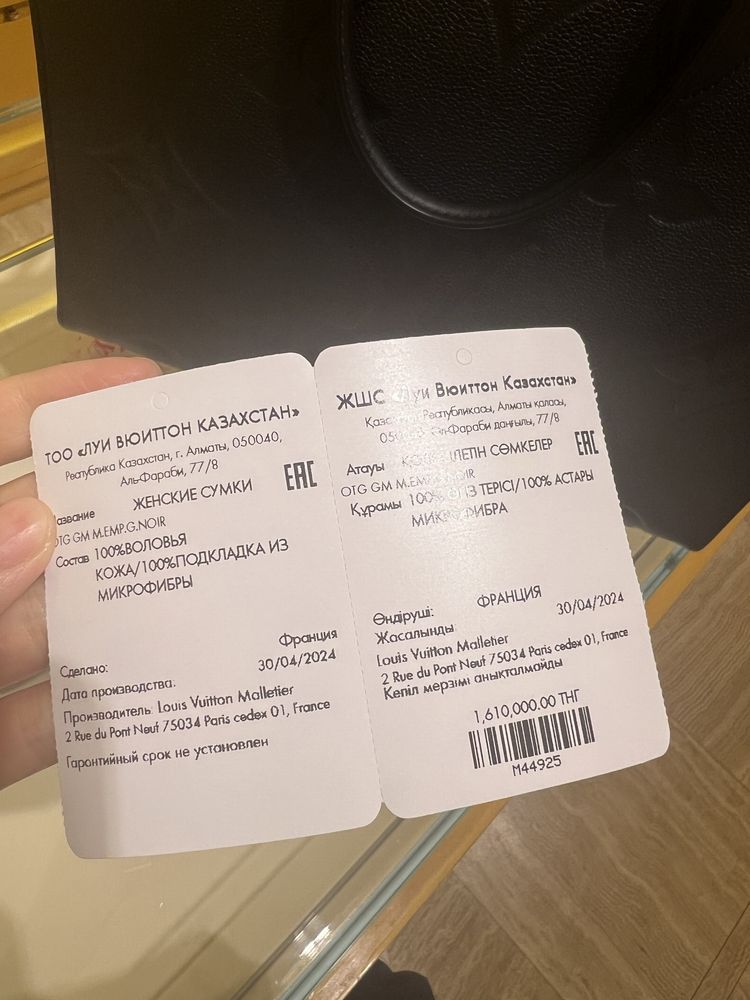 ТОО «ЛУИ ВЮИТТОН КАЗАХСТАН»
Республика Казахстан, г. Алматы, 050040,
Аль-Фараби, 77/8
ЖЕНСКИЕ СУМКИ
EAC
OTG GM M.EMP.G.NOIR
Состав 100%ВОЛОВЬЯ
КОЖА/100%ПОДКЛАДКА ИЗ
МИКРОФИБРЫ
Сделано: Франция
Дата производства: 30/04/2024
Производитель: Louis Vuitton Malletier
2 Rue du Pont Neuf 75034 Paris cedex 01, France
Гарантийный срок не установлен
ЖШС «Луи Вюиттон Казахстан»
Республикасы, Алматы қаласы,
Әл-Фараби даңғылы, 77/8
Атауы СӨМКЕЛЕР
EAC
OTG GM
Құрамы 100% ТЕРІСІ/100% АСТАРЫ
Өндіруші: ФРАНЦИЯ
Жасалынды: 30/04/2024
Louis Vuitton Malletier
2 Rue du Pont Neuf 75034 Paris cedex 01, France
Кепіл мерзімі анықталмайды
1,610,000.00 ТНГ
M44925